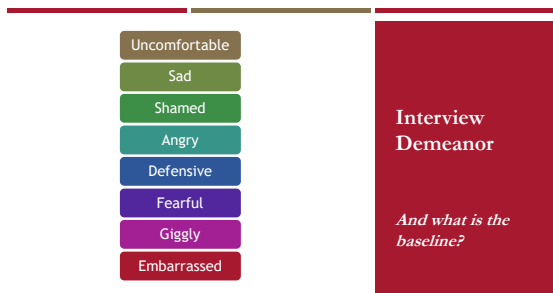 Uncomfortable
Sad
Shamed
Angry
Defensive
Fearful
Giggly
Embarrassed
Interview
Demeanor
And what is the
baseline?